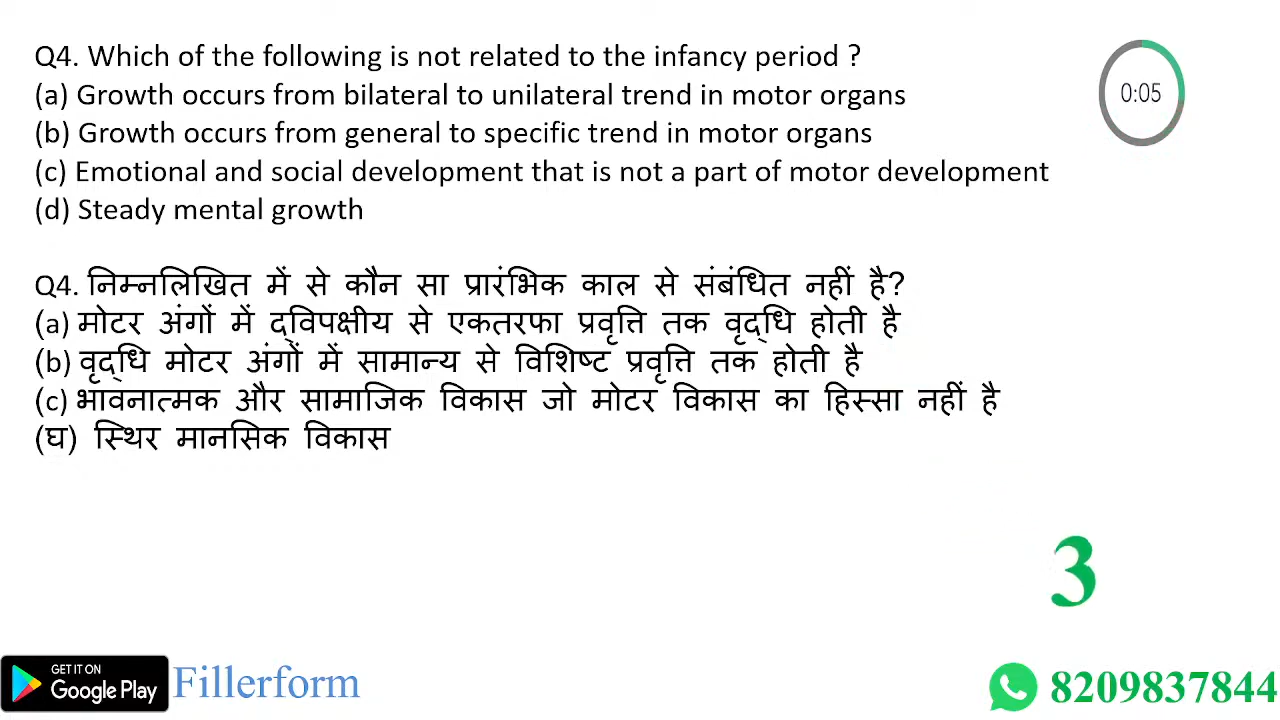 Q4. Which of the following is not related to the infancy period ?
(a) Growth occurs from bilateral to unilateral trend in motor organs
0:05
(b) Growth occurs from general to specific trend in motor organs
(c) Emotional and social development that is not a part of motor development
(d) Steady mental growth
Q4. निम्नलिखित में से कौन सा प्रारंभिक काल से संबंधित नहीं है?
(a) मोटर अंगों में द्विपक्षीय से एकतरफा प्रवृत्ति तक वृद्धि होती है
(b) वृद्धि मोटर अंगों में सामान्य से विशिष्ट प्रवृत्ति तक होती है
(c) भावनात्मक और सामाजिक विकास जो मोटर विकास का हिस्सा नहीं है
(घ) स्थिर मानसिक विकास
3
GET IT ON
Google Play
Fillerform
8209837844